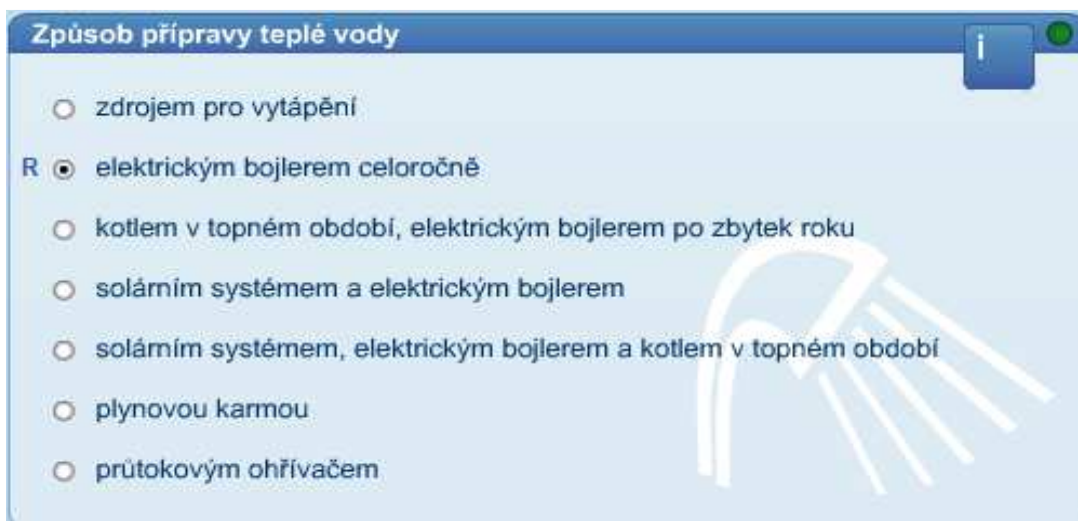 Způsob přípravy teplé vody
i
zdrojem pro vytápění
R elektrickým bojlerem celoročně
kotlem v topném období, elektrickým bojlerem po zbytek roku
solárním systémem a elektrickým bojlerem
solárním systémem, elektrickým bojlerem a kotlem v topném období
plynovou karmou
průtokovým ohřívačem